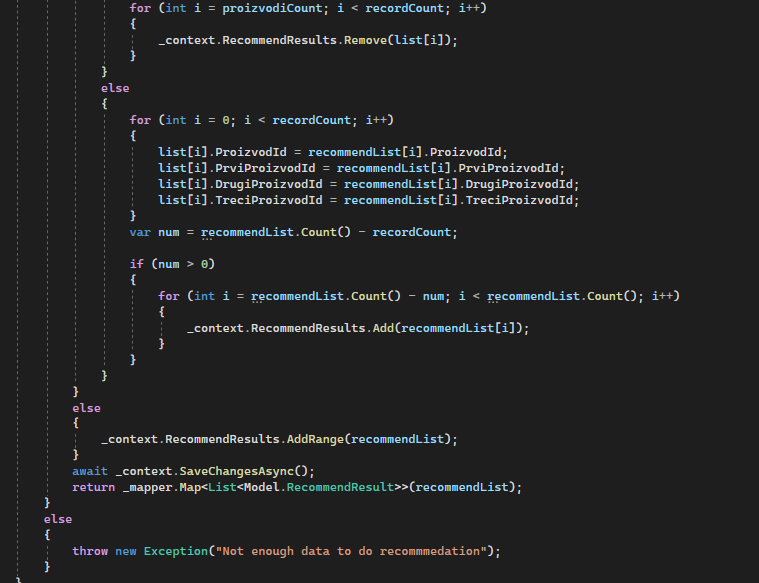 for (int i = proizvodiCount; i < recordCount; i++)
{
_context.RecommendResults.Remove(list[i]);
}
}
else
{
for (int i = 0; i < recordCount; i++)
{
list[i].ProizvodId = recommendList[i].ProizvodId;
list[i].PrviProizvodId = recommendList[i].PrviProizvodId;
list[i].DrugiProizvodId = recommendList[i].DrugiProizvodId;
list[i].TreciProizvodId = recommendList[i].TreciProizvodId;
}
var num = recommendList.Count() - recordCount;
if (num > 0)
{
for (int i = recommendList.Count() - num; i < recommendList.Count(); i++)
{
_context.RecommendResults.Add(recommendList[i]);
}
}
}
}
else
{
_context.RecommendResults.AddRange(recommendList);
}
await _context.SaveChangesAsync();
return _mapper.Map<List<Model.RecommendResult>>(recommendList);
}
else
{
throw new Exception("Not enough data to do recommmedation");
}
}